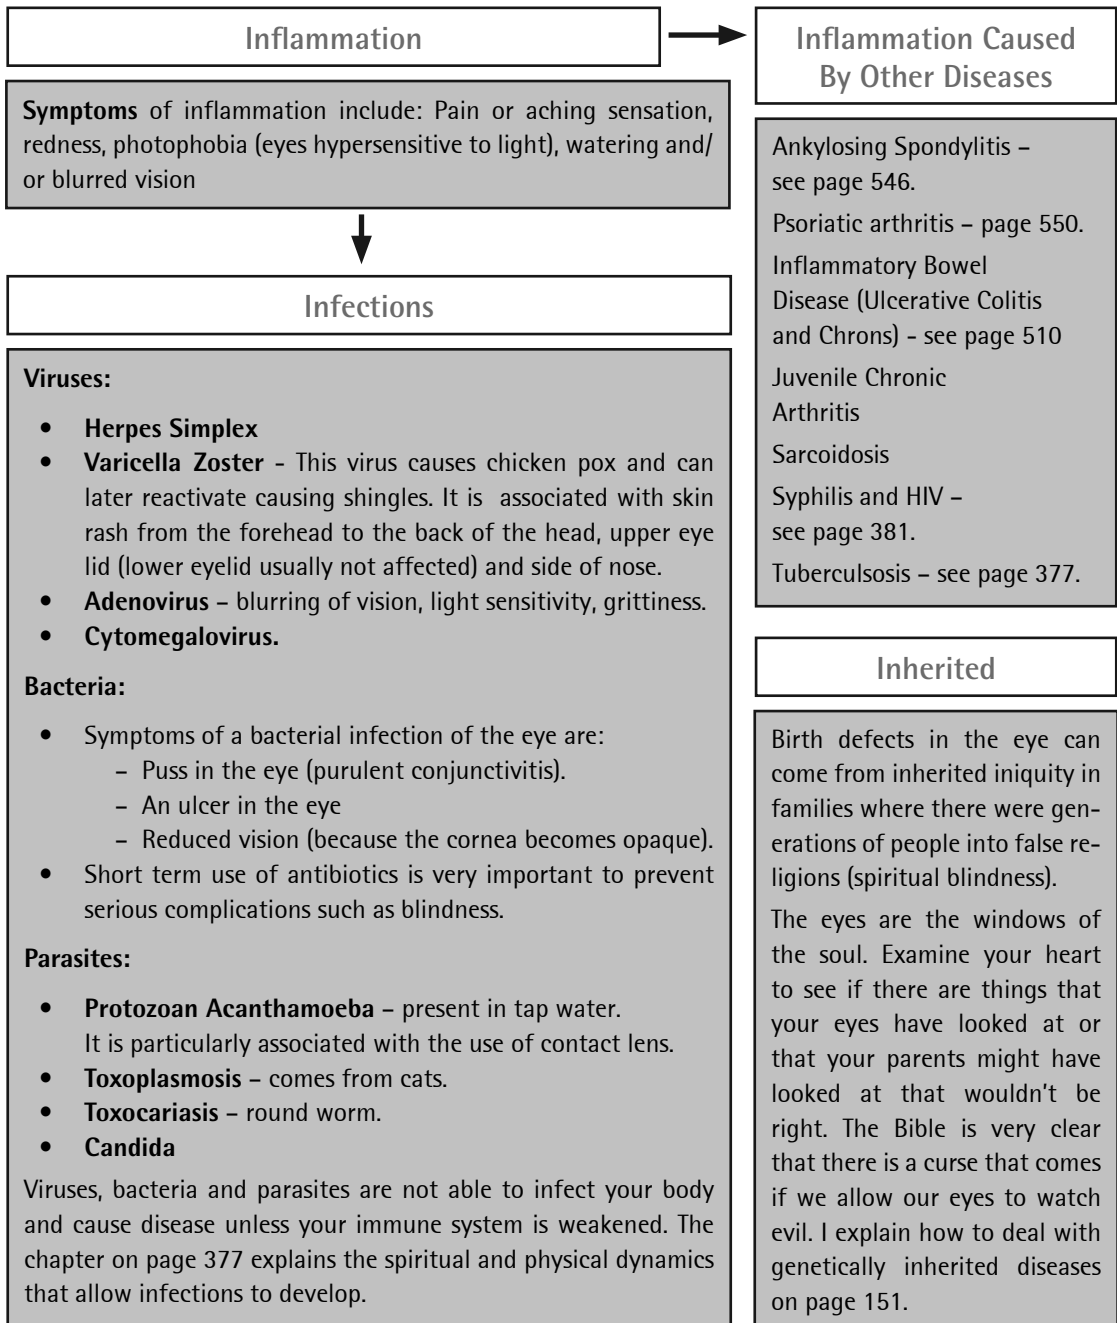 Inflammation
Symptoms of inflammation include: Pain or aching sensation,
redness, photophobia (eyes hypersensitive to light), watering and/
or blurred vision
Infections
Viruses:
• Herpes Simplex
• Varicella Zoster - This virus causes chicken pox and can
later reactivate causing shingles. It is associated with skin
rash from the forehead to the back of the head, upper eye
lid (lower eyelid usually not affected) and side of nose.
• Adenovirus – blurring of vision, light sensitivity, grittiness.
• Cytomegalovirus.
Bacteria:
• Symptoms of a bacterial infection of the eye are:
– Puss in the eye (purulent conjunctivitis).
– An ulcer in the eye
– Reduced vision (because the cornea becomes opaque).
• Short term use of antibiotics is very important to prevent
serious complications such as blindness.
Parasites:
• Protozoan Acanthamoeba – present in tap water.
It is particularly associated with the use of contact lens.
• Toxoplasmosis – comes from cats.
• Toxocariasis – round worm.
• Candida
Viruses, bacteria and parasites are not able to infect your body
and cause disease unless your immune system is weakened. The
chapter on page 377 explains the spiritual and physical dynamics
that allow infections to develop.
Inflammation Caused
By Other Diseases
Ankylosing Spondylitis –
see page 546.
Psoriatic arthritis – page 550.
Inflammatory Bowel
Disease (Ulcerative Colitis
and Chrons) - see page 510
Juvenile Chronic
Arthritis
Sarcoidosis
Syphilis and HIV –
see page 381.
Tuberculsosis – see page 377.
Inherited
Birth defects in the eye can
come from inherited iniquity in
families where there were gen-
erations of people into false re-
ligions (spiritual blindness).
The eyes are the windows of
the soul. Examine your heart
to see if there are things that
your eyes have looked at or
that your parents might have
looked at that wouldn't be
right. The Bible is very clear
that there is a curse that comes
if we allow our eyes to watch
evil. I explain how to deal with
genetically inherited diseases
on page 151.